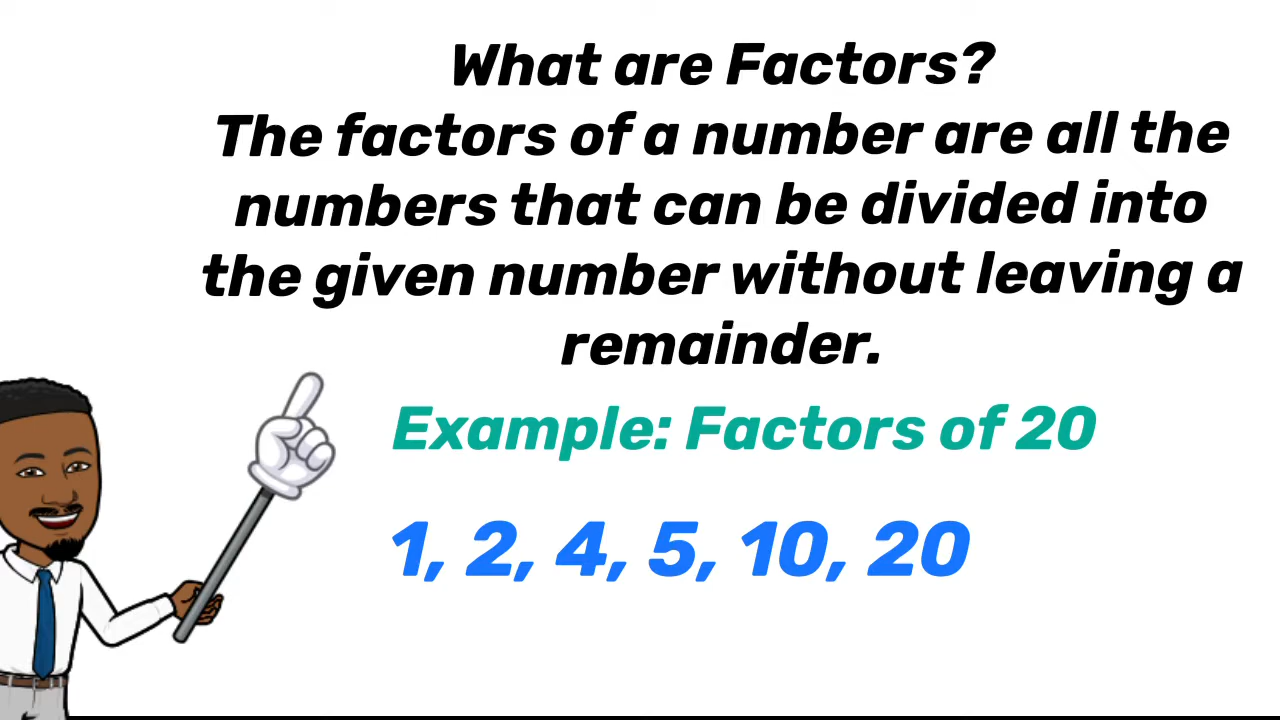 What are Factors?
The factors of a number are all the
numbers that can be divided into
the given number without leaving a
remainder.
Example: Factors of 20
1, 2, 4, 5, 10, 20